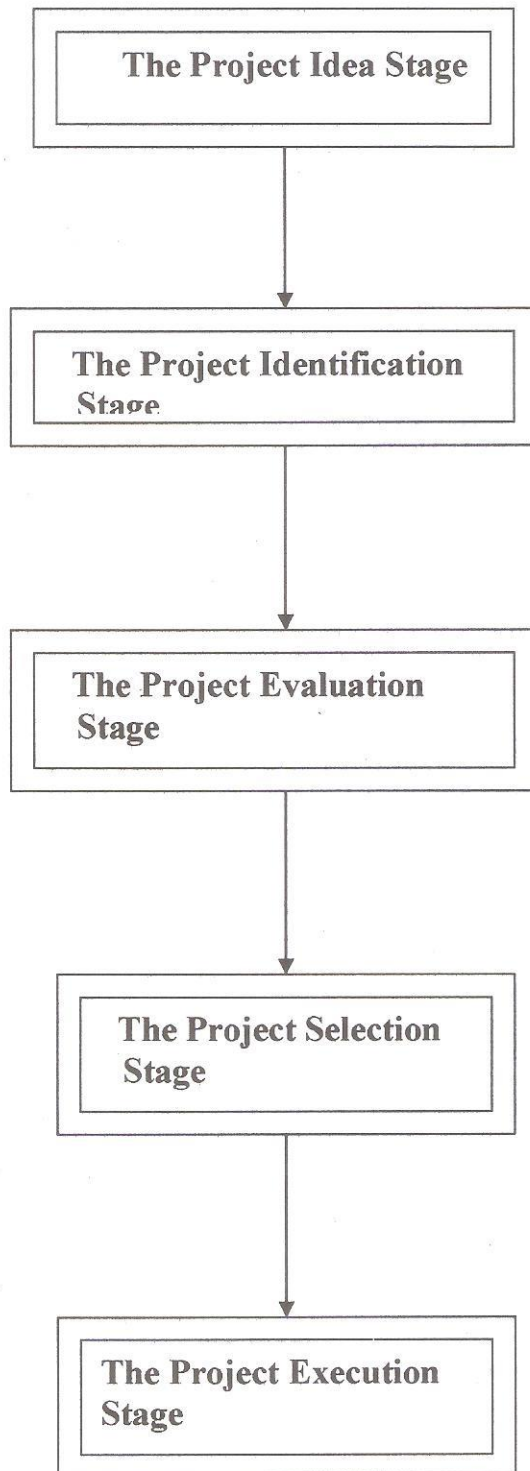 The Project Idea Stage
The Project Identification
Stage
The Project Evaluation
Stage
The Project Selection
Stage
The Project Execution
Stage